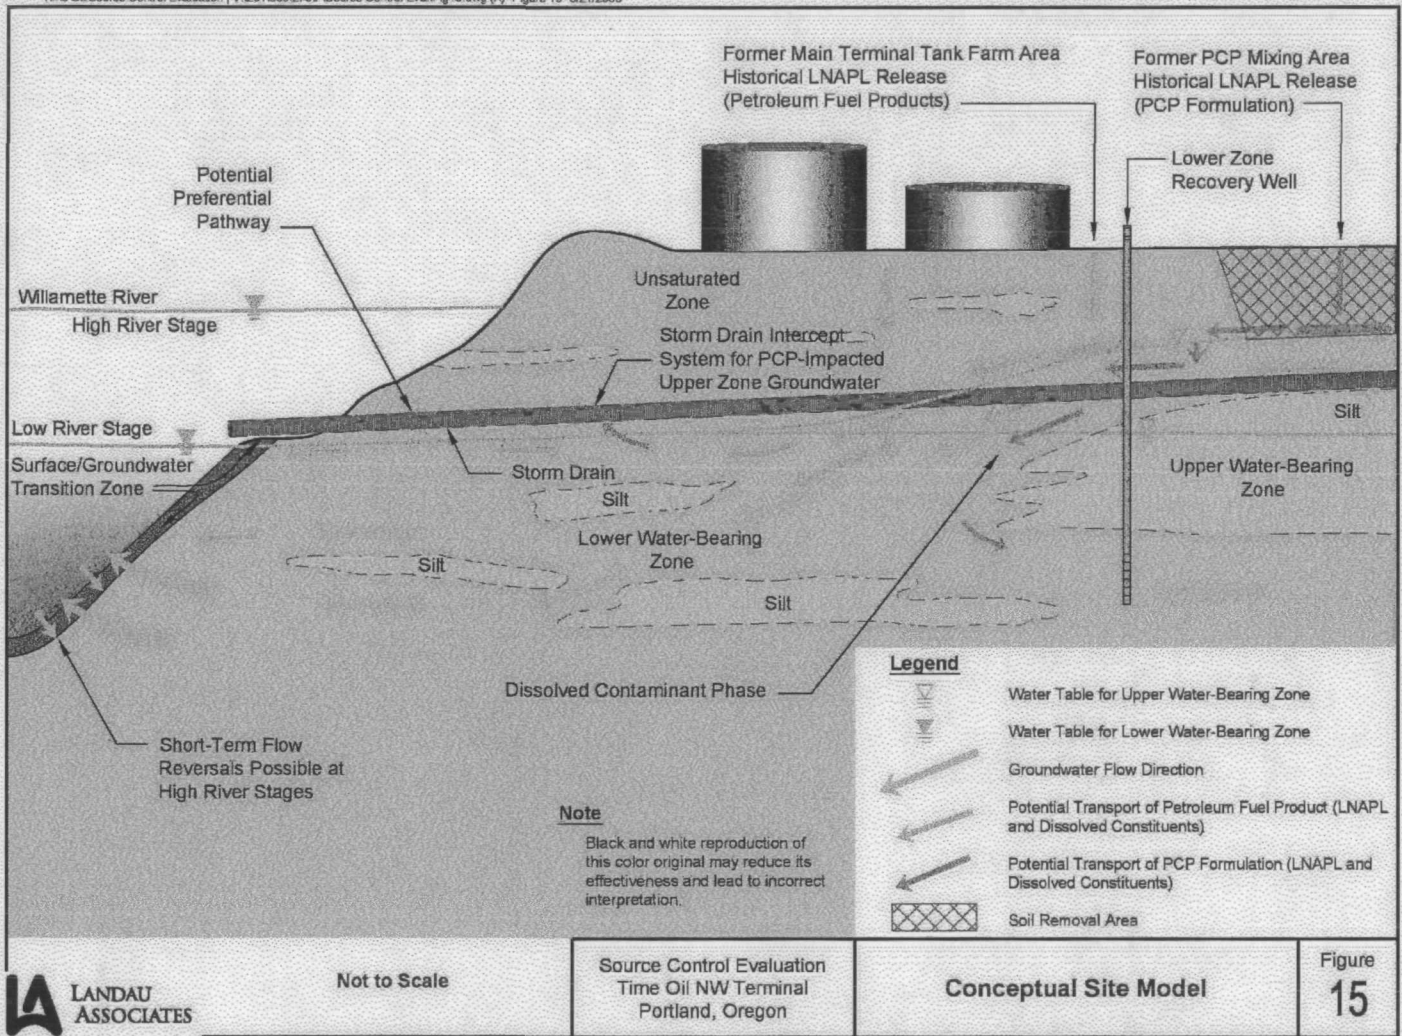 Former Main Terminal Tank Farm Area
Historical LNAPL Release
(Petroleum Fuel Products)
Former PCP Mixing Area
Historical LNAPL Release
(PCP Formulation)
Lower Zone
Recovery Well
Potential
Preferential
Pathway
Unsaturated
Zone
Willamette River
High River Stage
Storm Drain Intercept
System for PCP-Impacted
Upper Zone Groundwater
Low River Stage
Silt
Surface/Groundwater
Transition Zone
Storm Drain
Upper Water-Bearing
Zone
Silt
Lower Water-Bearing
Zone
Silt
Silt
Dissolved Contaminant Phase
Short-Term Flow
Reversals Possible at
High River Stages
Legend
Water Table for Upper Water-Bearing Zone
Water Table for Lower Water-Bearing Zone
Groundwater Flow Direction
Potential Transport of Petroleum Fuel Product (LNAPL
and Dissolved Constituents)
Potential Transport of PCP Formulation (LNAPL and
Dissolved Constituents)
Soil Removal Area
Note
Black and white reproduction of
this color original may reduce its
effectiveness and lead to incorrect
interpretation.
LA LANDAU
ASSOCIATES
Not to Scale
Source Control Evaluation
Time Oil NW Terminal
Portland, Oregon
Conceptual Site Model
Figure
15